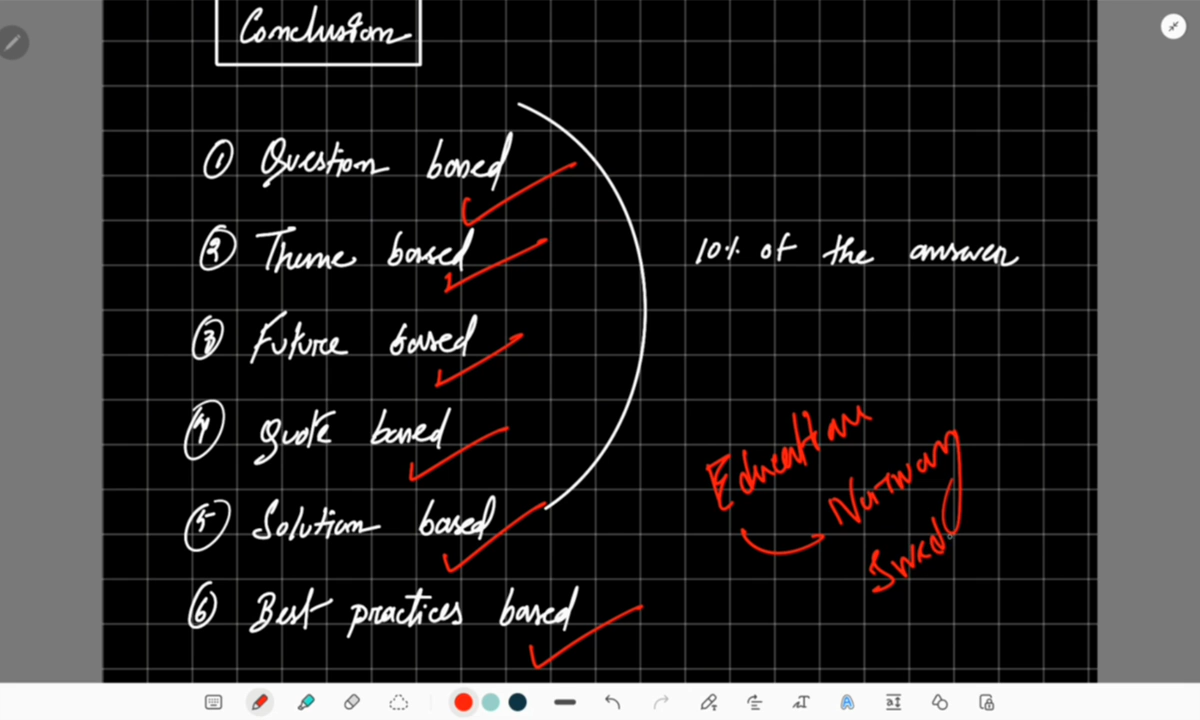 Conclusion
① Question based
② Theme based
10% of the answer
③ Future based
④ Quote based
Education
Norway
⑤ Solution based
Swed
⑥ Best practices based